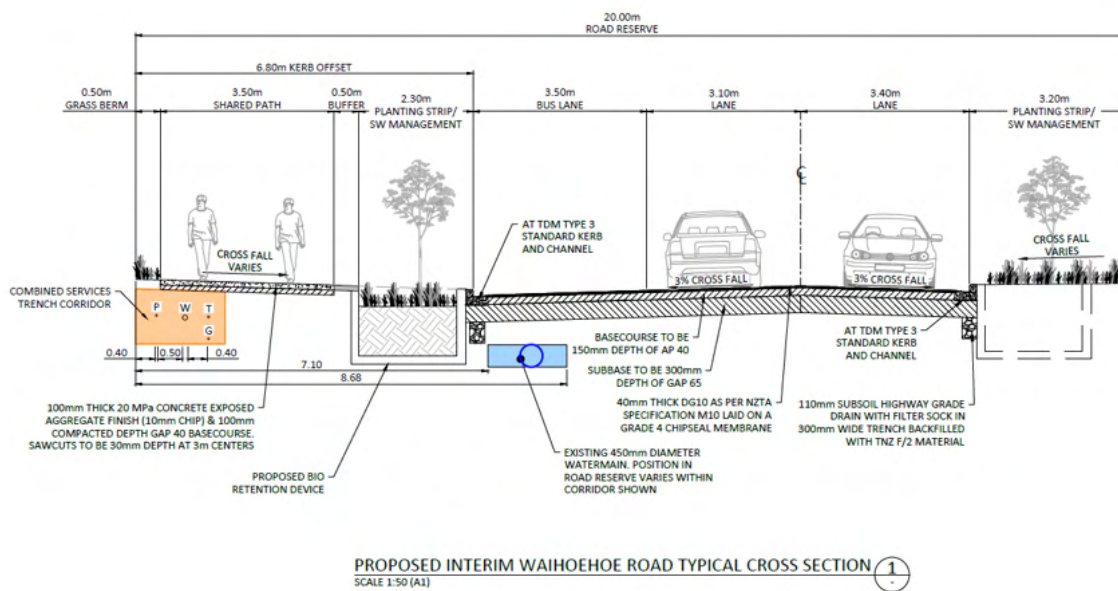 20.00m
ROAD RESERVE
6.80m KERB OFFSET
0.50m
GRASS BERM
3.50m
SHARED PATH
0.50m
BUFFER
2.30m
PLANTING STRIP/
SW MANAGEMENT
3.50m
BUS LANE
3.10m
LANE
3.40m
LANE
3.20m
PLANTING STRIP/
SW MANAGEMENT
CL
AT TDM TYPE 3
STANDARD KERB
AND CHANNEL
CROSS FALL
VARIES
3% CROSS FALL
3% CROSS FALL
CROSS FALL
VARIES
COMBINED SERVICES
TRENCH CORRIDOR
P W T
G
0.40 0.50 0.40
7.10
8.68
BASECOURSE TO BE
150mm DEPTH OF AP 40
SUBBASE TO BE 300mm
DEPTH OF GAP 65
40mm THICK DG10 AS PER NZTA
SPECIFICATION M10 LAID ON A
GRADE 4 CHIPSEAL MEMBRANE
AT TDM TYPE 3
STANDARD KERB
AND CHANNEL
110mm SUBSOIL HIGHWAY GRADE
DRAIN WITH FILTER SOCK IN
300mm WIDE TRENCH BACKFILLED
WITH TNZ F/2 MATERIAL
100mm THICK 20 MPa CONCRETE EXPOSED
AGGREGATE FINISH (10mm CHIP) & 100mm
COMPACTED DEPTH GAP 40 BASECOURSE.
SAWCUTS TO BE 30mm DEPTH AT 3m CENTERS
PROPOSED BIO
RETENTION DEVICE
EXISTING 450mm DIAMETER
WATERMAIN. POSITION IN
ROAD RESERVE VARIES WITHIN
CORRIDOR SHOWN
PROPOSED INTERIM WAIHOEHOE ROAD TYPICAL CROSS SECTION
SCALE 1:50 (A1)
1
-